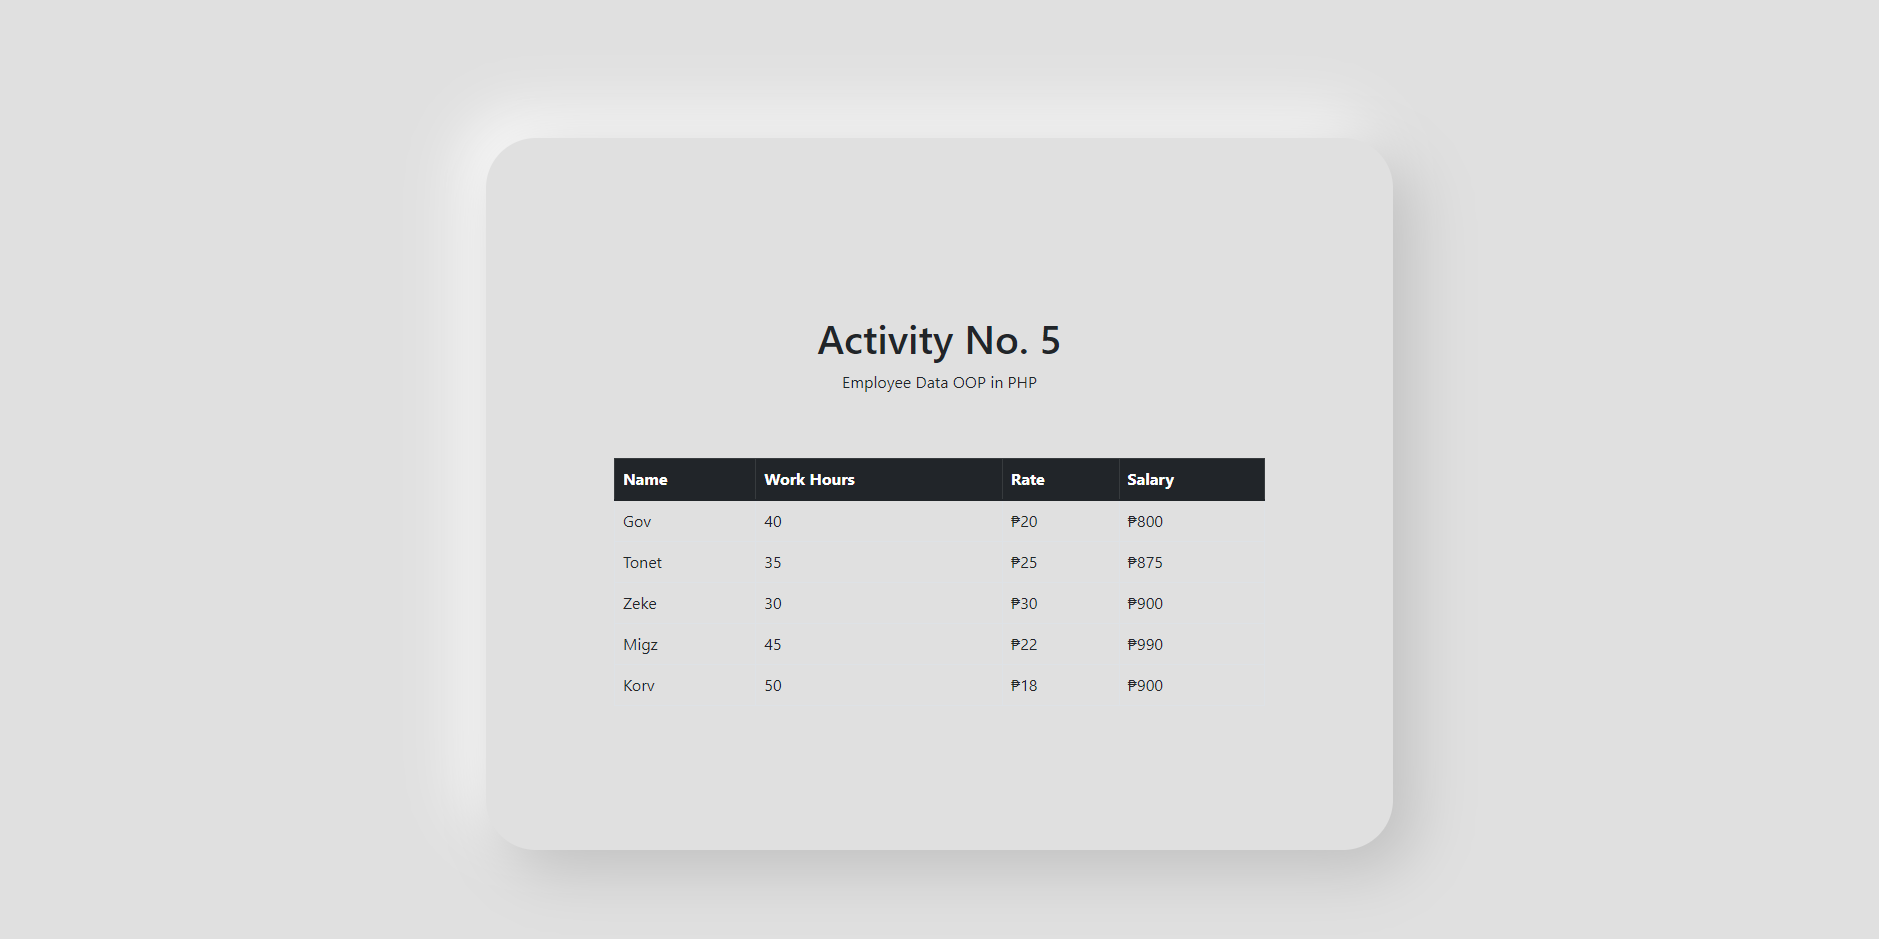 Activity No. 5
Employee Data OOP in PHP
Name Work Hours Rate Salary
Gov 40 ₱20 ₱800
Tonet 35 ₱25 ₱875
Zeke 30 ₱30 ₱900
Migz 45 ₱22 ₱990
Korv 50 ₱18 ₱900